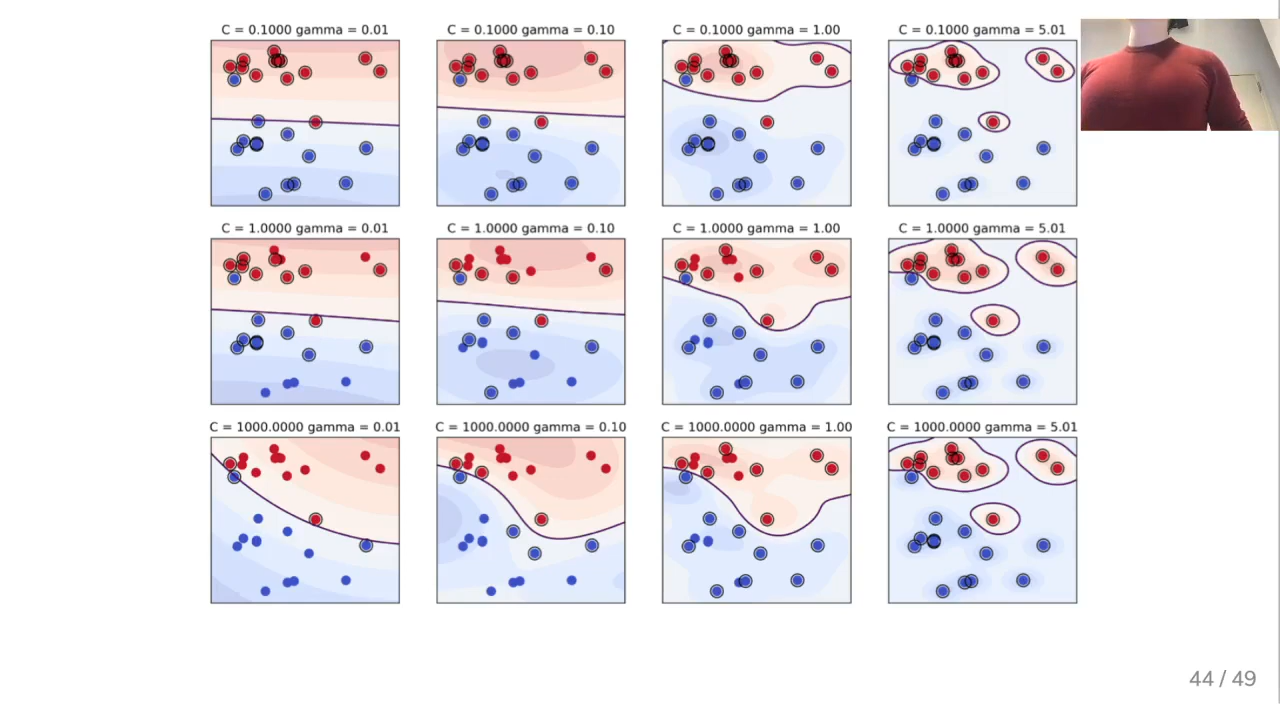 C = 0.1000 gamma = 0.01
C = 0.1000 gamma = 0.10
C = 0.1000 gamma = 1.00
C = 0.1000 gamma = 5.01
C = 1.0000 gamma = 0.01
C = 1.0000 gamma = 0.10
C = 1.0000 gamma = 1.00
C = 1.0000 gamma = 5.01
C = 1000.0000 gamma = 0.01
C = 1000.0000 gamma = 0.10
C = 1000.0000 gamma = 1.00
C = 1000.0000 gamma = 5.01
44 / 49